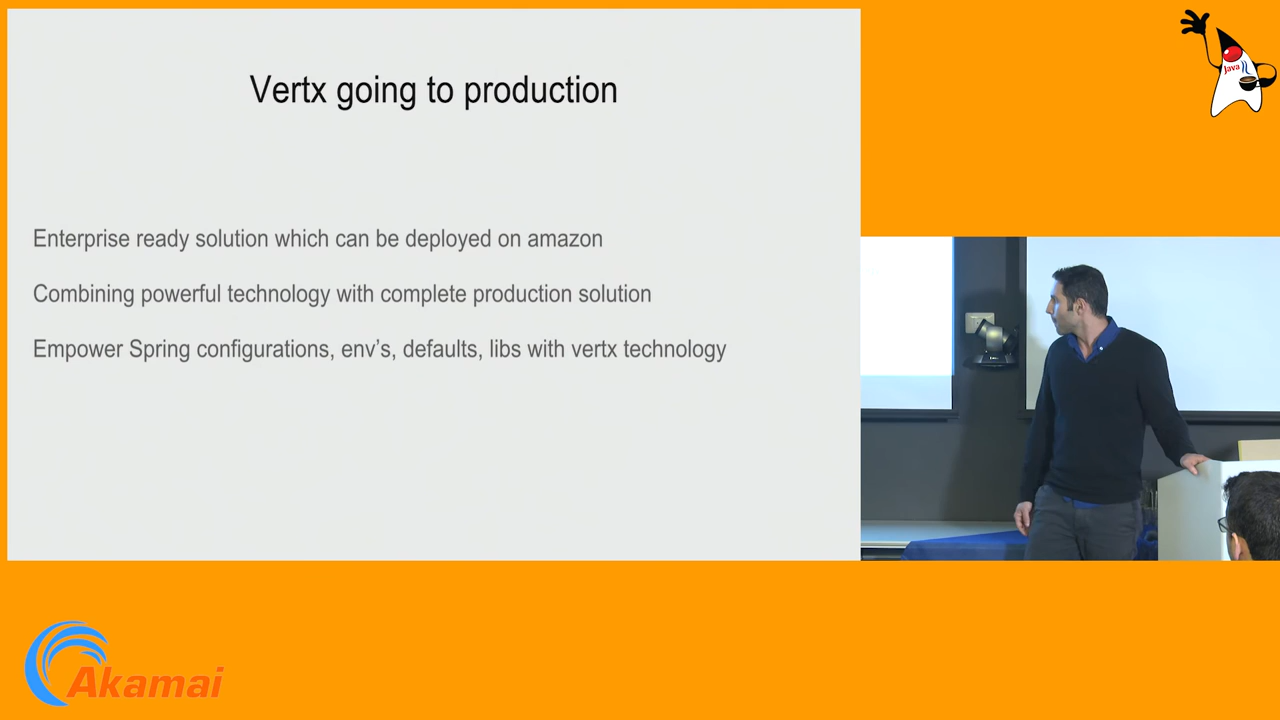 Vertx going to production
Enterprise ready solution which can be deployed on amazon
Combining powerful technology with complete production solution
Empower Spring configurations, env’s, defaults, libs with vertx technology
Java
Akamai